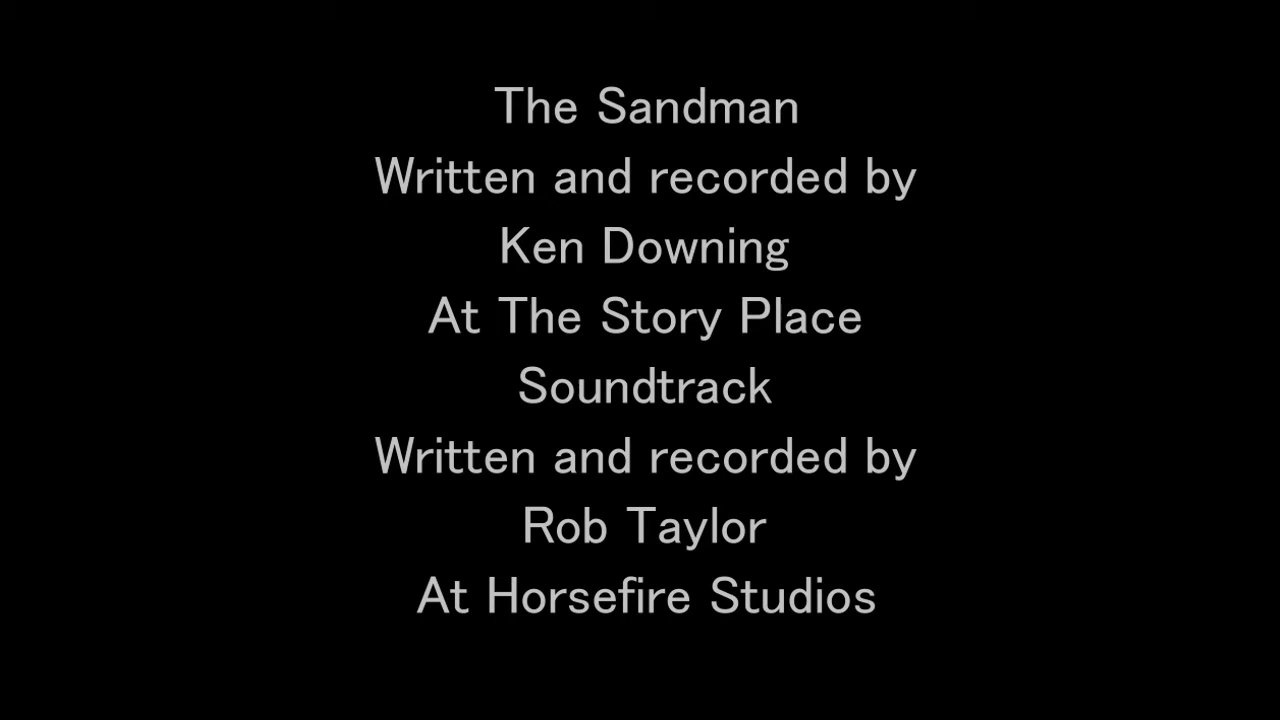 The Sandman
Written and recorded by
Ken Downing
At The Story Place
Soundtrack
Written and recorded by
Rob Taylor
At Horsefire Studios